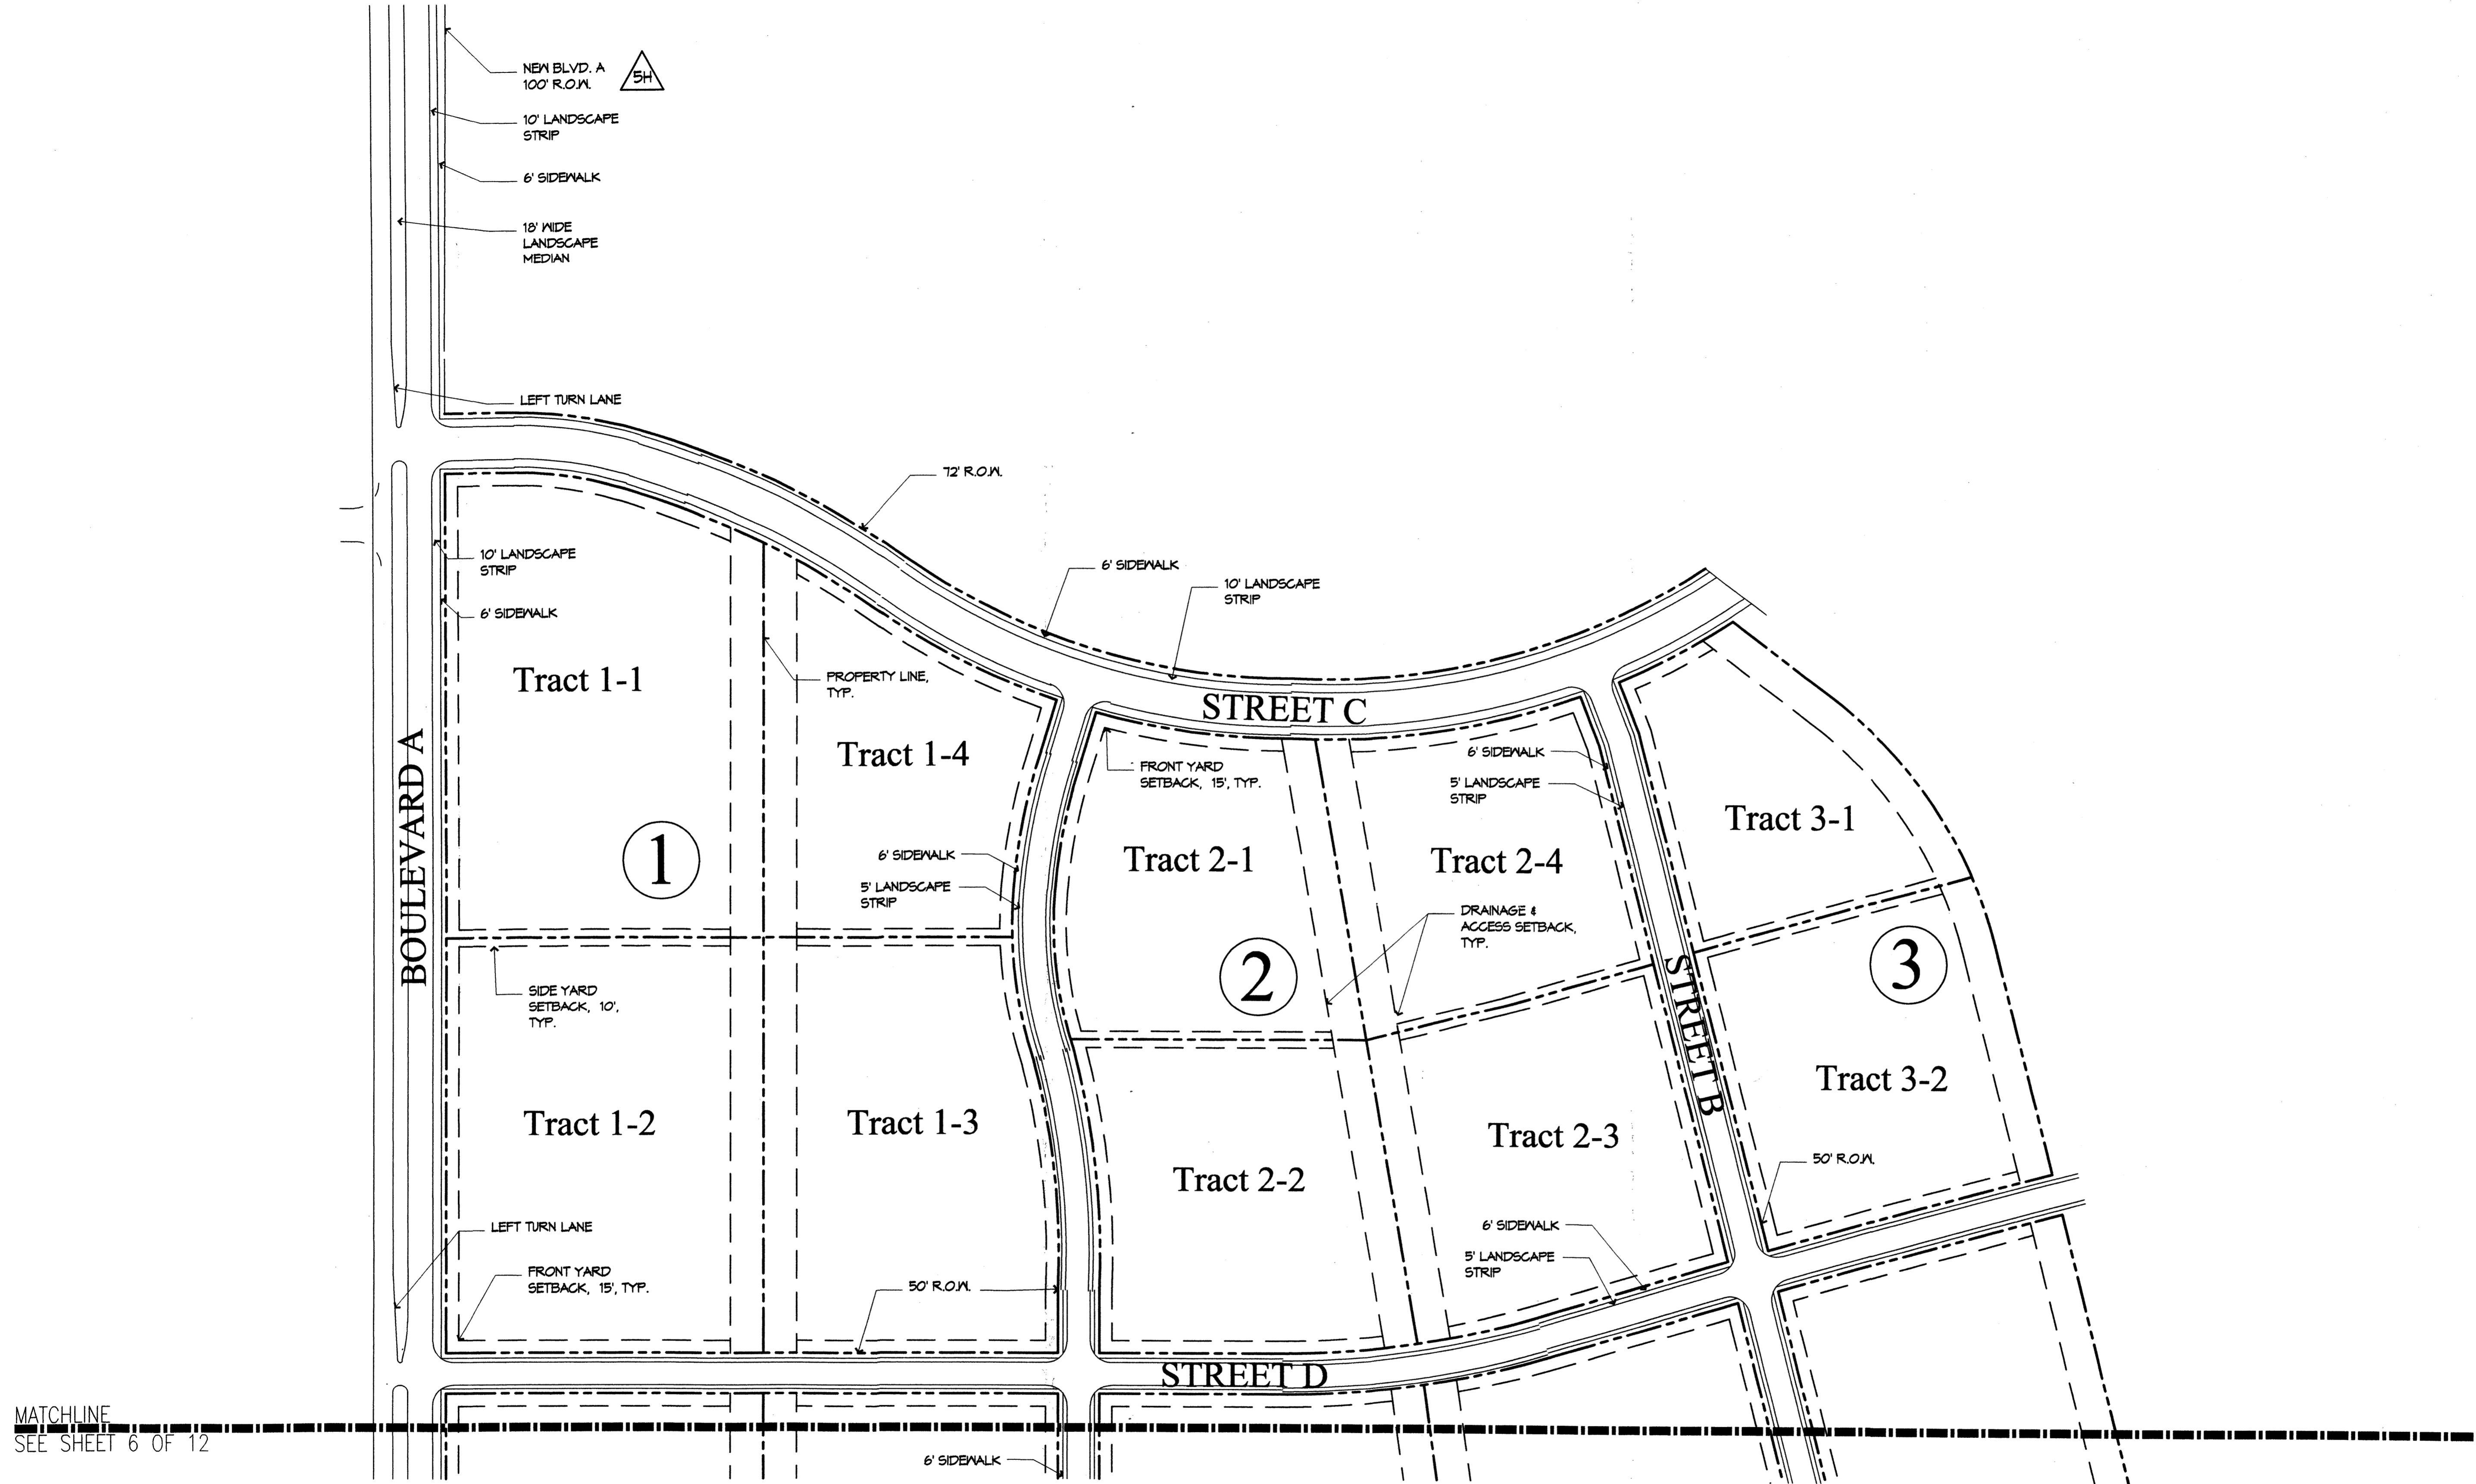 NEW BLVD. A
100' R.O.W.
5H
10' LANDSCAPE
STRIP
6' SIDEWALK
18' WIDE
LANDSCAPE
MEDIAN
LEFT TURN LANE
72' R.O.W.
10' LANDSCAPE
STRIP
6' SIDEWALK
6' SIDEWALK
10' LANDSCAPE
STRIP
Tract 1-1
PROPERTY LINE,
TYP.
STREET C
BOULEVARD A
Tract 1-4
FRONT YARD
SETBACK, 15', TYP.
6' SIDEWALK
5' LANDSCAPE
STRIP
Tract 3-1
1
6' SIDEWALK
5' LANDSCAPE
STRIP
Tract 2-1
Tract 2-4
DRAINAGE &
ACCESS SETBACK,
TYP.
2
3
STREET B
SIDE YARD
SETBACK, 10',
TYP.
Tract 1-2
Tract 1-3
Tract 2-2
Tract 2-3
Tract 3-2
50' R.O.W.
LEFT TURN LANE
6' SIDEWALK
5' LANDSCAPE
STRIP
FRONT YARD
SETBACK, 15', TYP.
50' R.O.W.
STREET D
MATCHLINE
SEE SHEET 6 OF 12
6' SIDEWALK